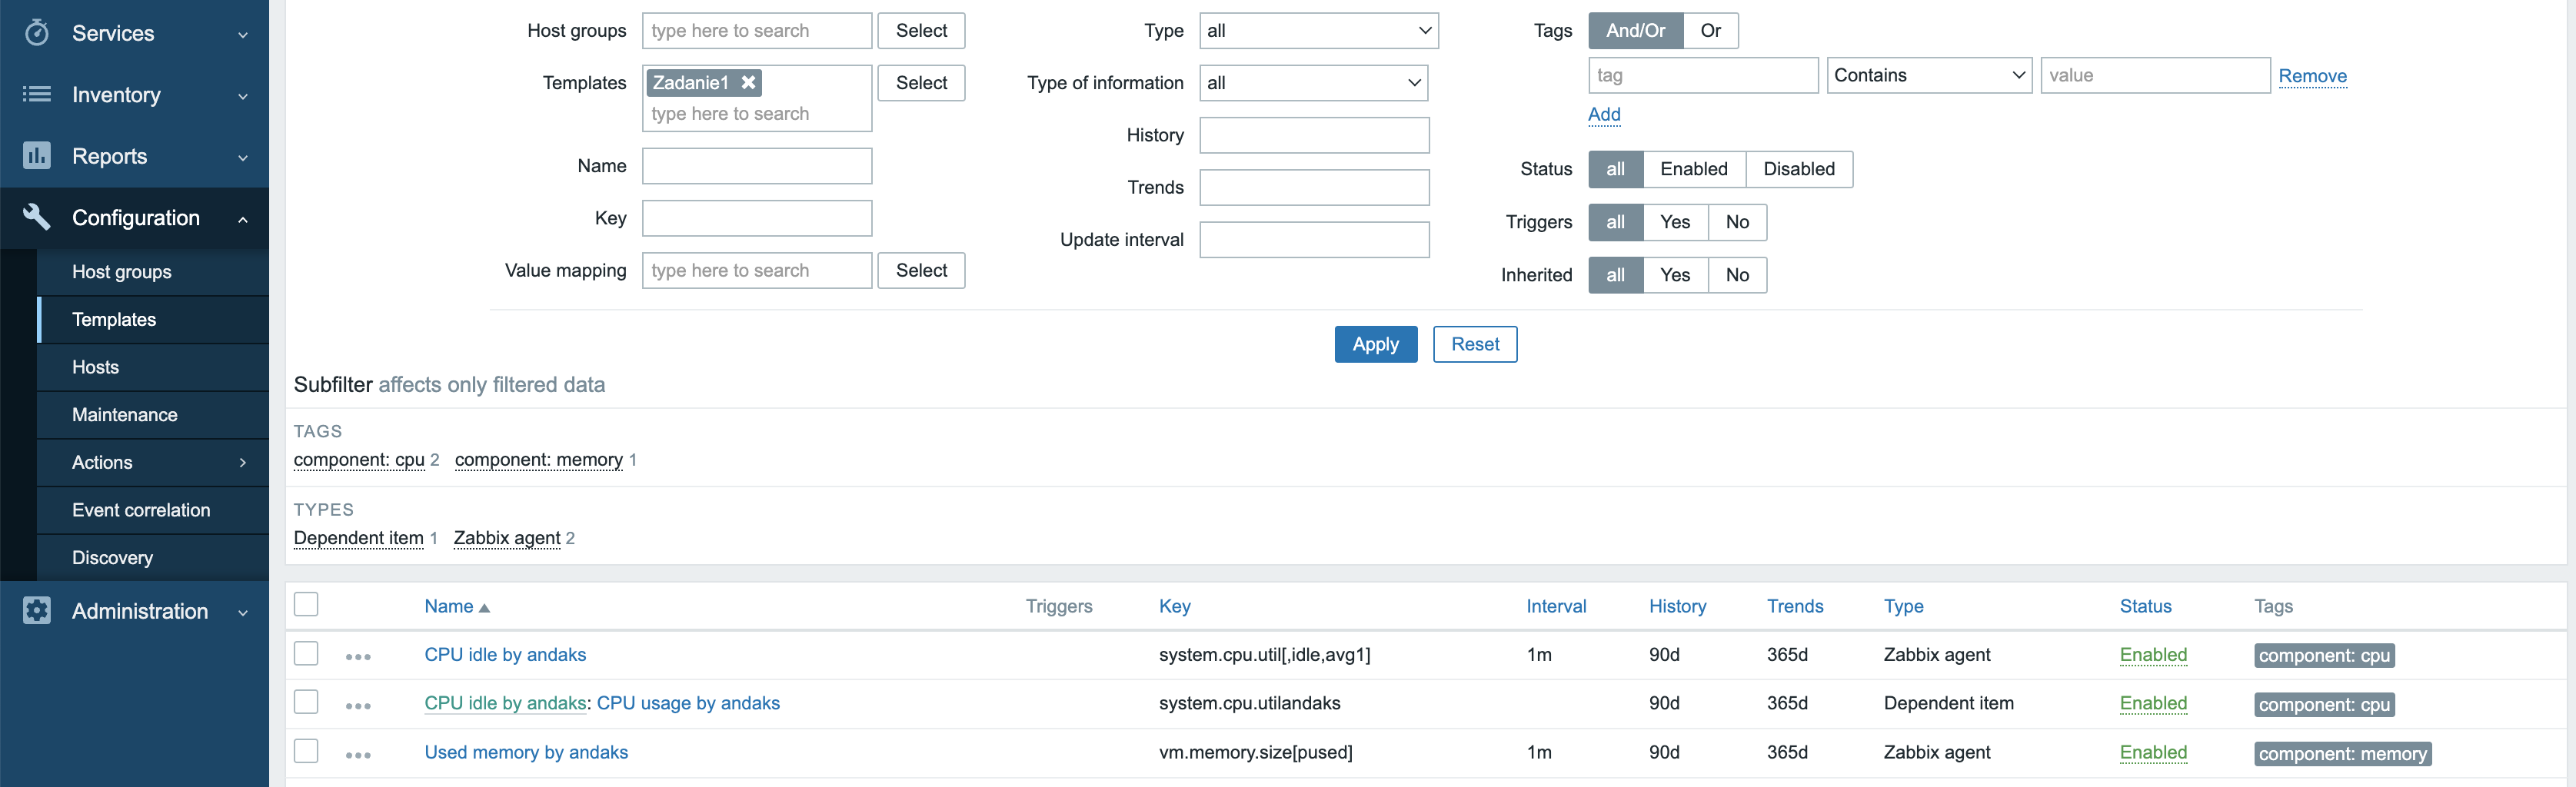 Services
Inventory
Reports
Configuration
Host groups
Templates
Hosts
Maintenance
Actions
Event correlation
Discovery
Administration
Host groups type here to search Select
Templates Zadanie1 Select
type here to search
Name
Key
Value mapping type here to search Select
Type all
Type of information all
History
Trends
Update interval
Tags And/Or Or
tag Contains value Remove
Add
Status all Enabled Disabled
Triggers all Yes No
Inherited all Yes No
Apply Reset
Subfilter affects only filtered data
TAGS
component: cpu 2 component: memory 1
TYPES
Dependent item 1 Zabbix agent 2
Name Triggers Key Interval History Trends Type Status Tags
CPU idle by andaks system.cpu.util[,idle,avg1] 1m 90d 365d Zabbix agent Enabled component: cpu
CPU idle by andaks: CPU usage by andaks system.cpu.utilandaks 90d 365d Dependent item Enabled component: cpu
Used memory by andaks vm.memory.size[pused] 1m 90d 365d Zabbix agent Enabled component: memory